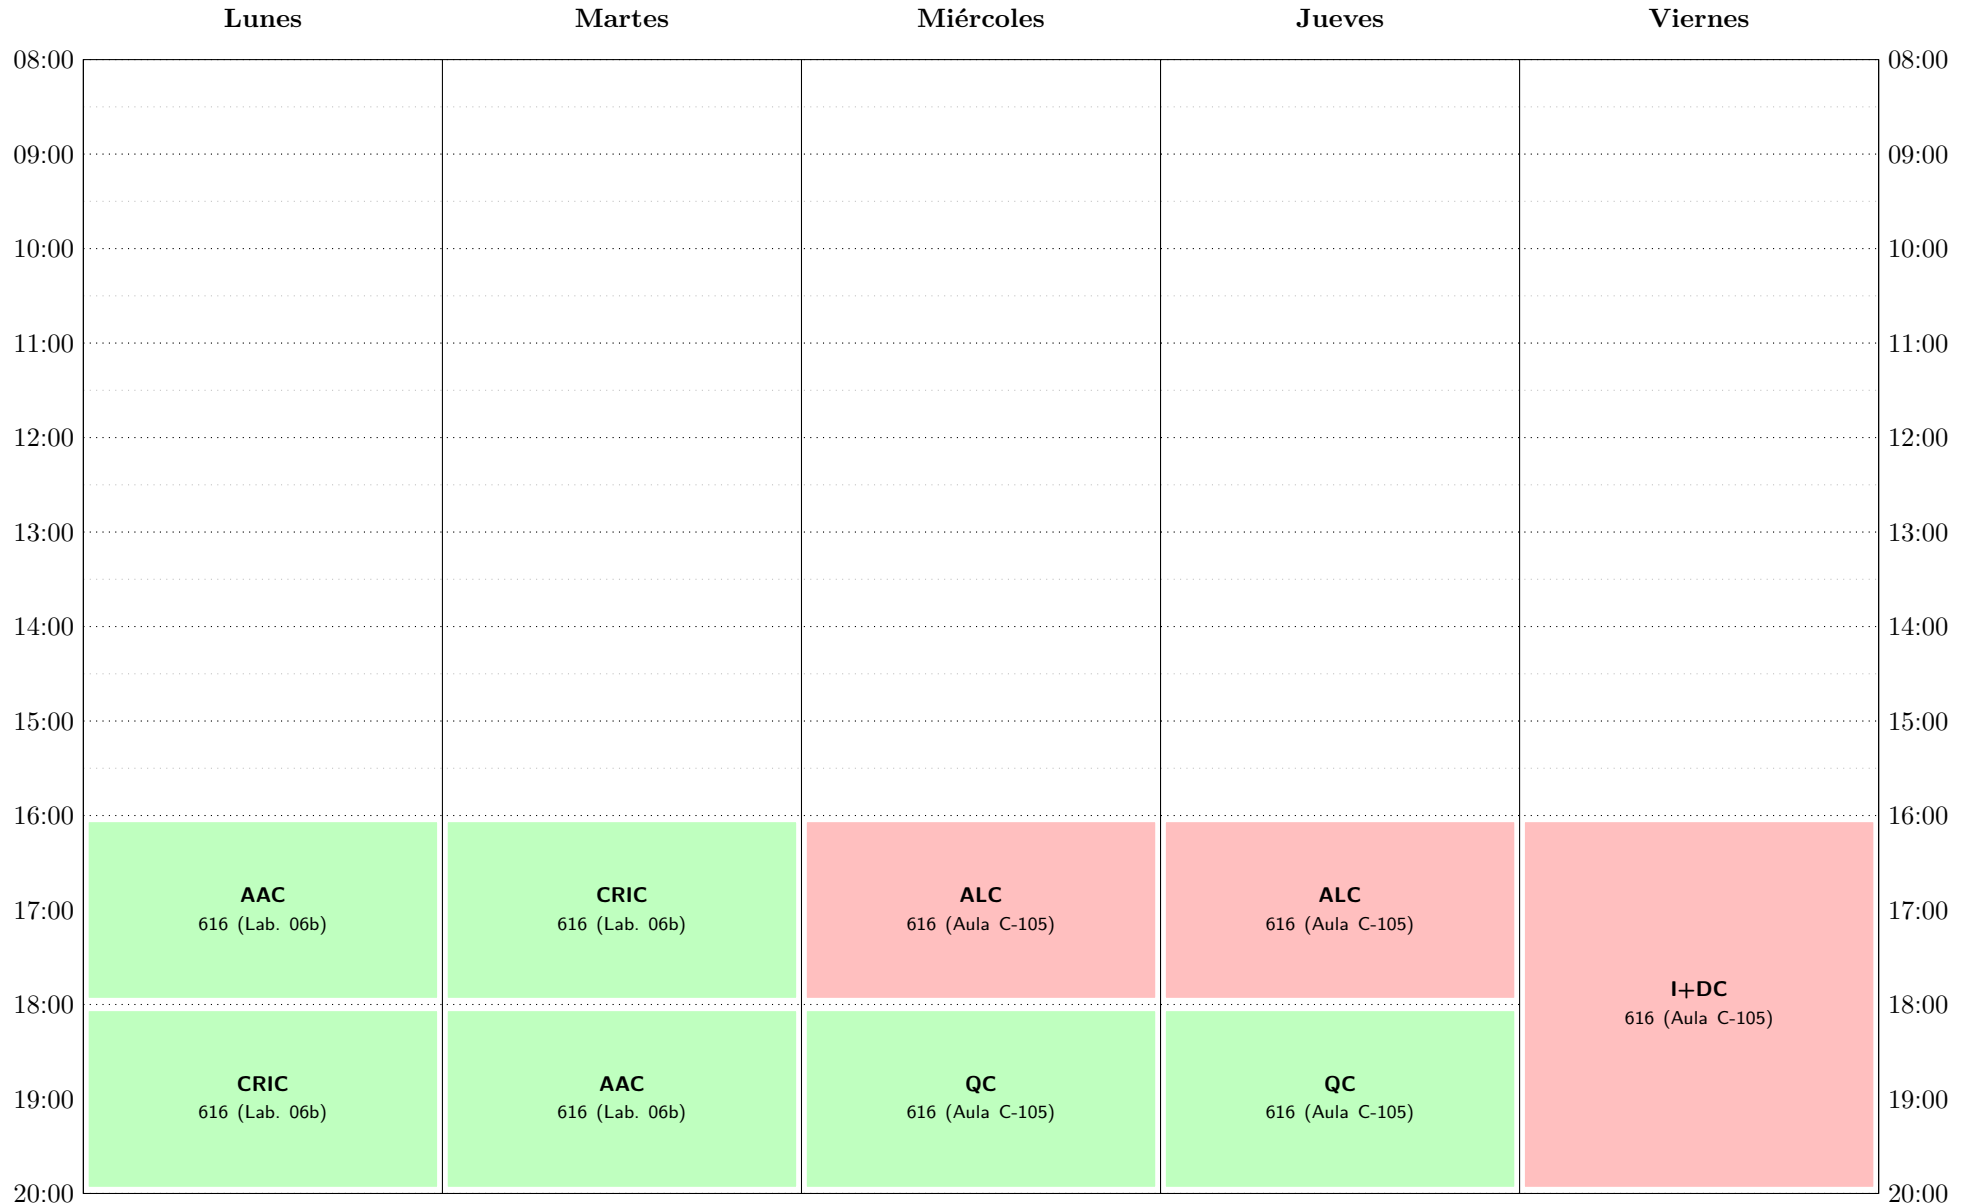 Lunes Martes Miércoles Jueves Viernes
08:00 08:00
09:00 09:00
10:00 10:00
11:00 11:00
12:00 12:00
13:00 13:00
14:00 14:00
15:00 15:00
16:00 16:00
AAC CRIC ALC ALC
17:00 616 (Lab. 06b) 616 (Lab. 06b) 616 (Aula C-105) 616 (Aula C-105) 17:00
I+DC
18:00 616 (Aula C-105) 18:00
CRIC AAC QC QC
19:00 616 (Lab. 06b) 616 (Lab. 06b) 616 (Aula C-105) 616 (Aula C-105) 19:00
20:00 20:00